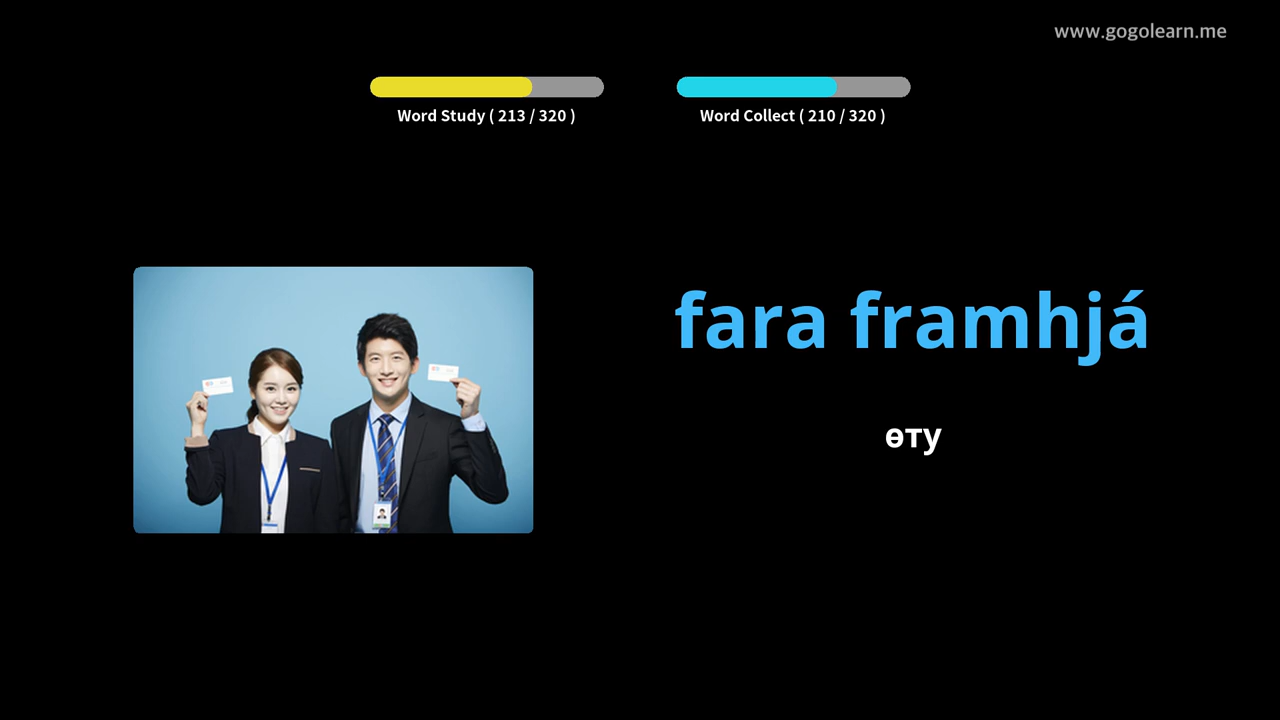 www.gogolearn.me
Word Study ( 213 / 320 )
Word Collect ( 210 / 320 )
fara framhjá
өту